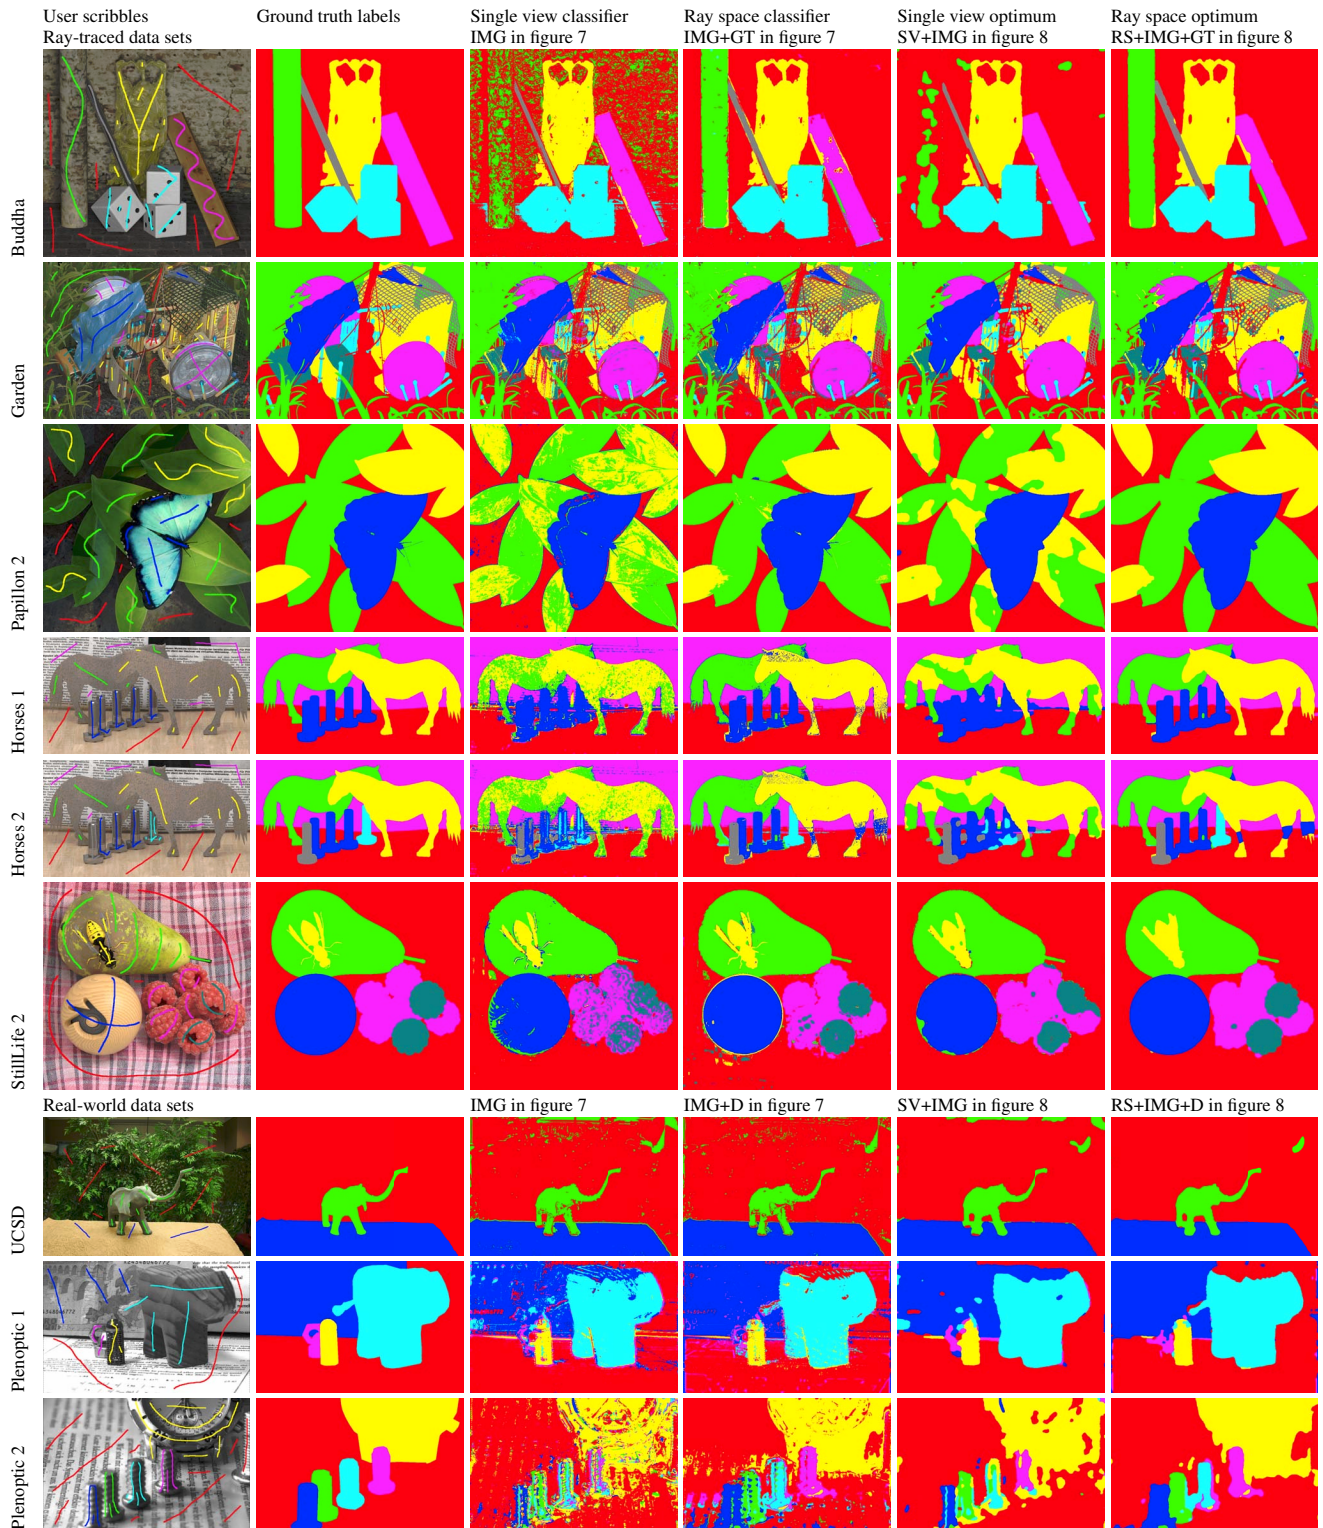 User scribbles
Ray-traced data sets
Ground truth labels
Single view classifier
IMG in figure 7
Ray space classifier
IMG+GT in figure 7
Single view optimum
SV+IMG in figure 8
Ray space optimum
RS+IMG+GT in figure 8
Buddha
Garden
Papillon 2
Horses 1
Horses 2
StillLife 2
Real-world data sets
IMG in figure 7
IMG+D in figure 7
SV+IMG in figure 8
RS+IMG+D in figure 8
UCSD
Plenoptic 1
Plenoptic 2